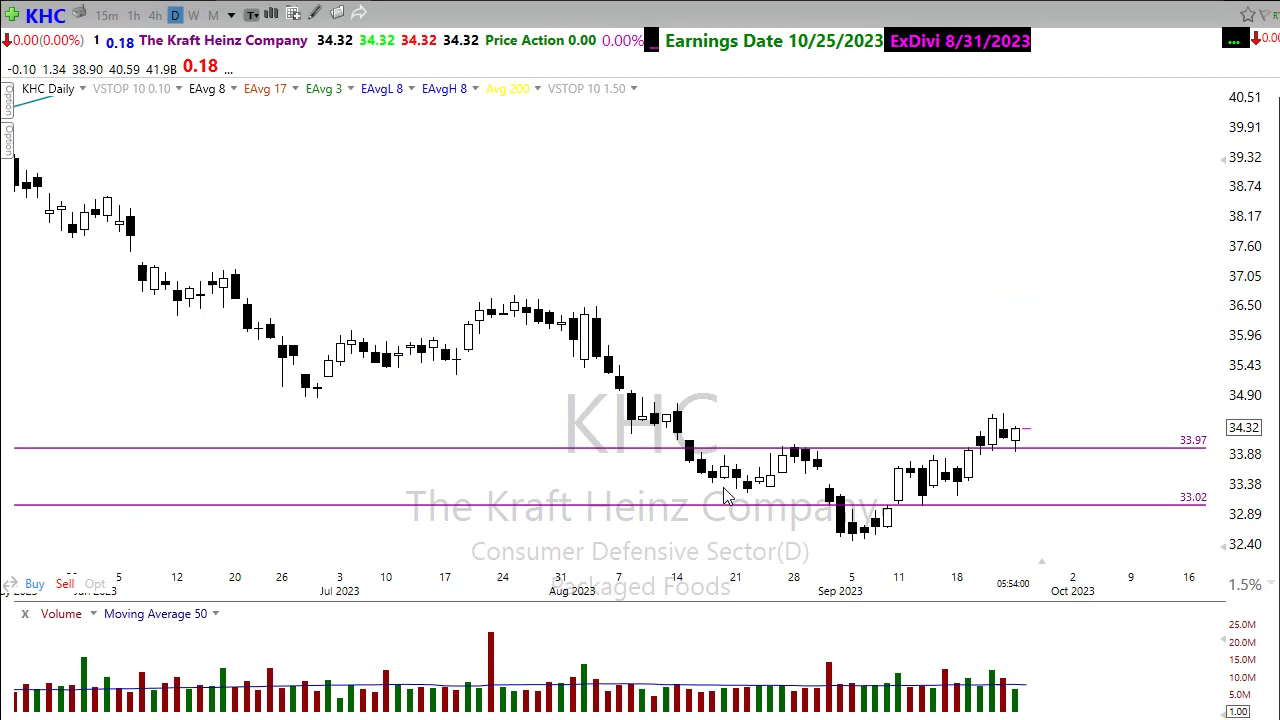 KHC 15m 1h 4h D W M T
0.00(0.00%) 1 0.18 The Kraft Heinz Company 34.32 34.32 34.32 34.32 Price Action 0.00 0.00% ... Earnings Date 10/25/2023 ExDivi 8/31/2023 ...
-0.10 1.34 38.90 40.59 41.9B 0.18 ...
KHC Daily VSTOP 10 0.10 EAvg 8 EAvg 17 EAvg 3 EAvgL 8 EAvgH 8 Avg 200 VSTOP 10 1.50
Option
Option
40.51
39.91
39.32
38.74
38.17
37.60
37.05
36.50
35.96
35.43
34.90
34.32
33.97
33.88
33.38
33.02
32.89
32.40
KHC
The Kraft Heinz Company
Consumer Defensive Sector(D)
Packaged Foods
5 12 20 26 3 10 17 24 31 7 14 21 28 5 11 18 05:54:00 2 9 16
Buy Sell Opt 1.5%
Jun 2023 Jul 2023 Aug 2023 Sep 2023 Oct 2023
X Volume Moving Average 50
25.0M
20.0M
15.0M
10.0M
5.0M
1.00